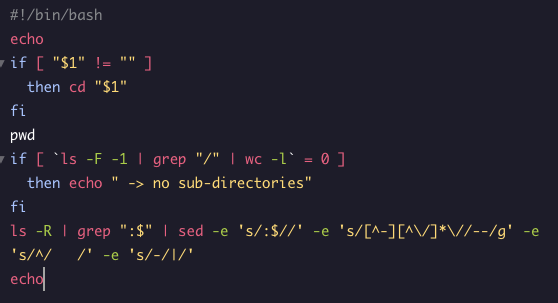 #!/bin/bash
echo
if [ "$1" != "" ]
  then cd "$1"
fi
pwd
if [ `ls -F -1 | grep "/" | wc -l` = 0 ]
  then echo " -> no sub-directories"
fi
ls -R | grep ":$" | sed -e 's/:$//' -e 's/[^-][^\/]*\//--/g' -e
's/^/   /' -e 's/-/|/'
echo